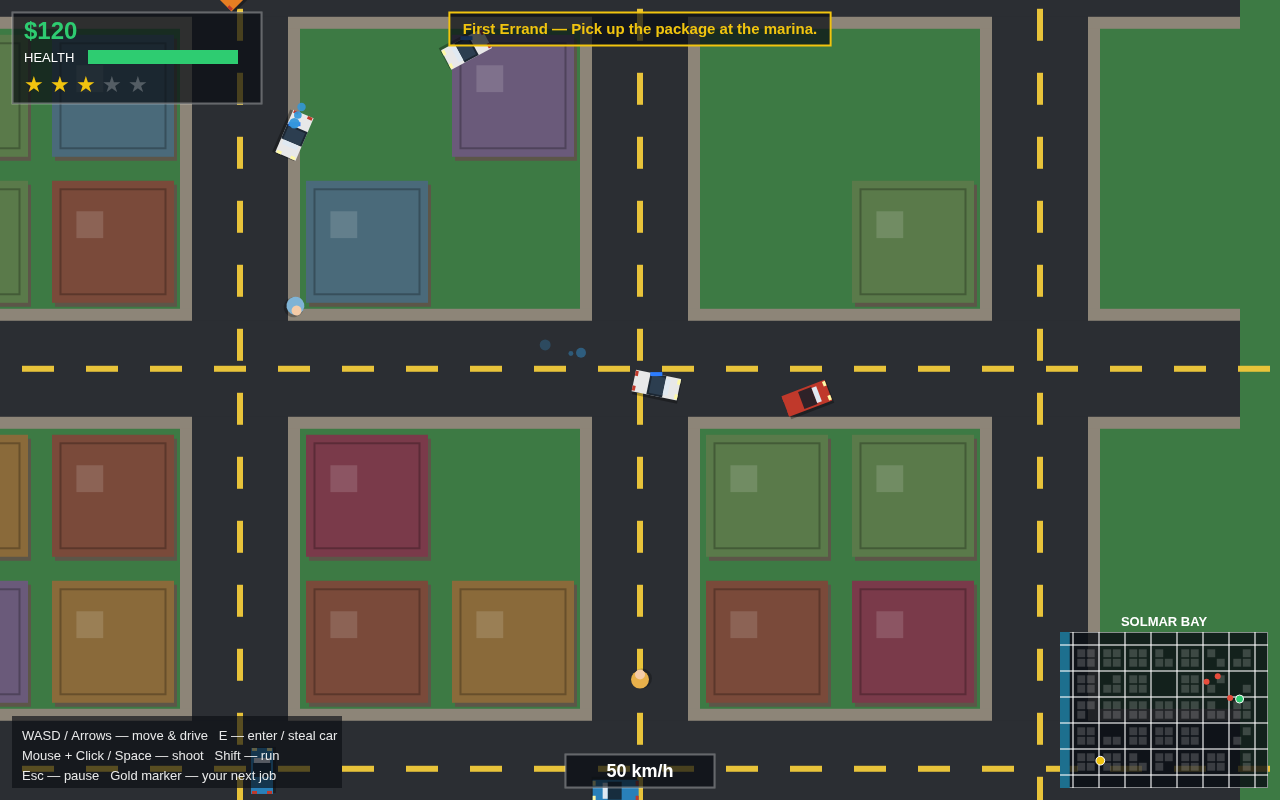 $120
First Errand — Pick up the package at the marina.
HEALTH
SOLMAR BAY
WASD / Arrows — move & drive   E — enter / steal car
Mouse + Click / Space — shoot   Shift — run
Esc — pause   Gold marker — your next job
50 km/h